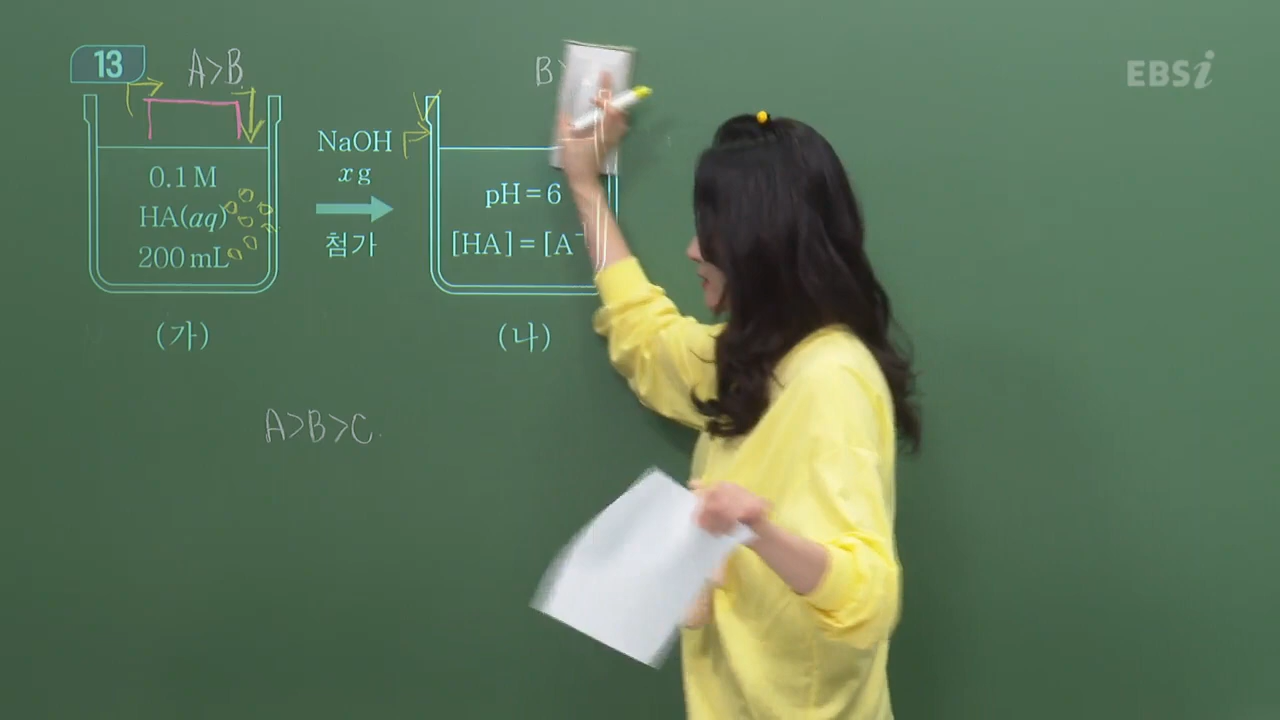 13
A>B
B>
EBSi
NaOH
x g
첨가
0.1 M
HA(aq)
200 mL
pH=6
[HA]=[A⁻
(가)
(나)
A>B>C.